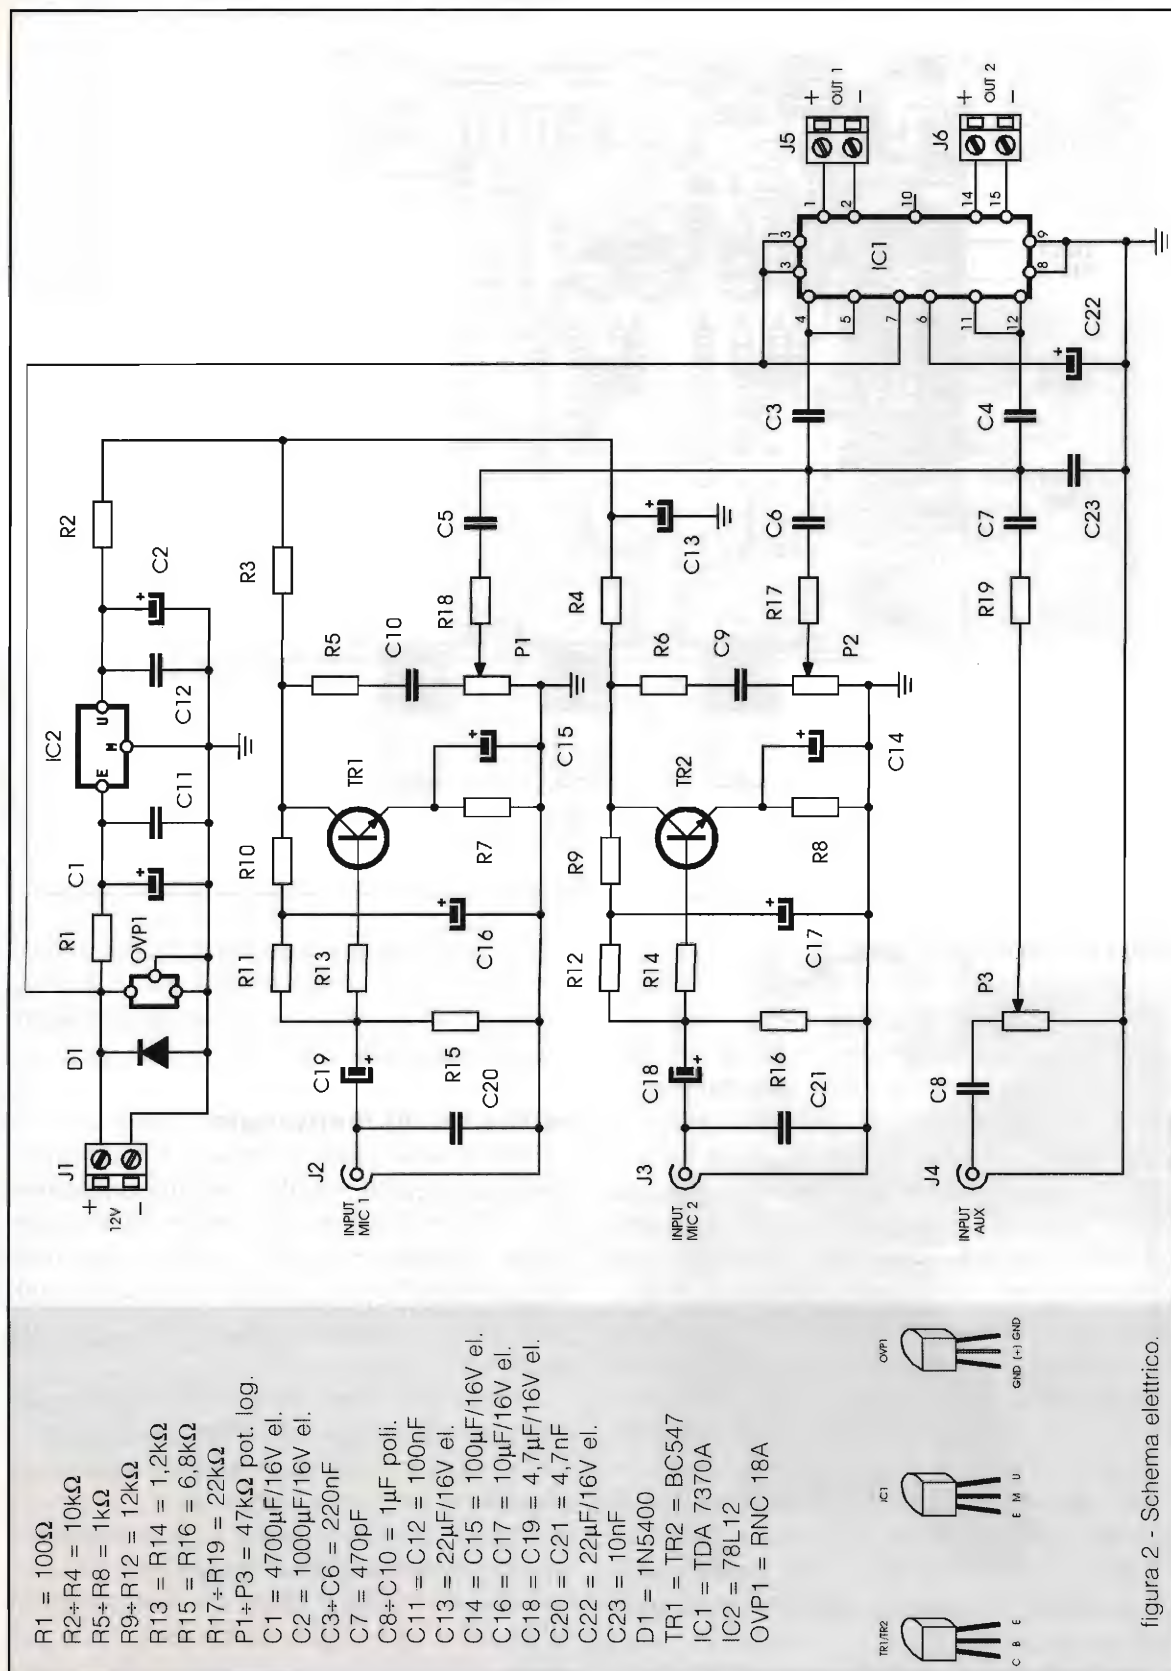 R1 = 100Ω
R2÷R4 = 10kΩ
R5÷R8 = 1kΩ
R9÷R12 = 12kΩ
R13 = R14 = 1,2kΩ
R15 = R16 = 6,8kΩ
R17÷R19 = 22kΩ
P1÷P3 = 47kΩ pot. log.
C1 = 4700µF/16V el.
C2 = 1000µF/16V el.
C3÷C6 = 220nF
C7 = 470pF
C8÷C10 = 1µF poli.
C11 = C12 = 100nF
C13 = 22µF/16V el.
C14 = C15 = 100µF/16V el.
C16 = C17 = 10µF/16V el.
C18 = C19 = 4,7µF/16V el.
C20 = C21 = 4,7nF
C22 = 22µF/16V el.
C23 = 10nF
D1 = 1N5400
TR1 = TR2 = BC547
IC1 = TDA 7370A
IC2 = 78L12
OVP1 = RNC 18A
TR1/TR2
C B E
IC1
E M U
OVP1
GND (+) GND
figura 2 - Schema elettrico.
J1
+
12V
-
D1
OVP1
R1
C1
C11
IC2
E
M
U
C12
C2
R2
INPUT
MIC 1
J2
C19
C20
R15
R11
R13
R10
C16
TR1
R7
C15
R5
C10
P1
R18
C5
R3
INPUT
MIC 2
J3
C18
C21
R16
R12
R14
R9
C17
TR2
R8
C14
R6
C9
P2
R17
C6
R4
C13
INPUT
AUX
J4
C8
P3
R19
C7
C23
C3
C4
C22
IC1
1
3
3
4
5
7
6
11
12
8
9
1
2
10
14
15
J5
+
OUT 1
-
J6
+
OUT 2
-